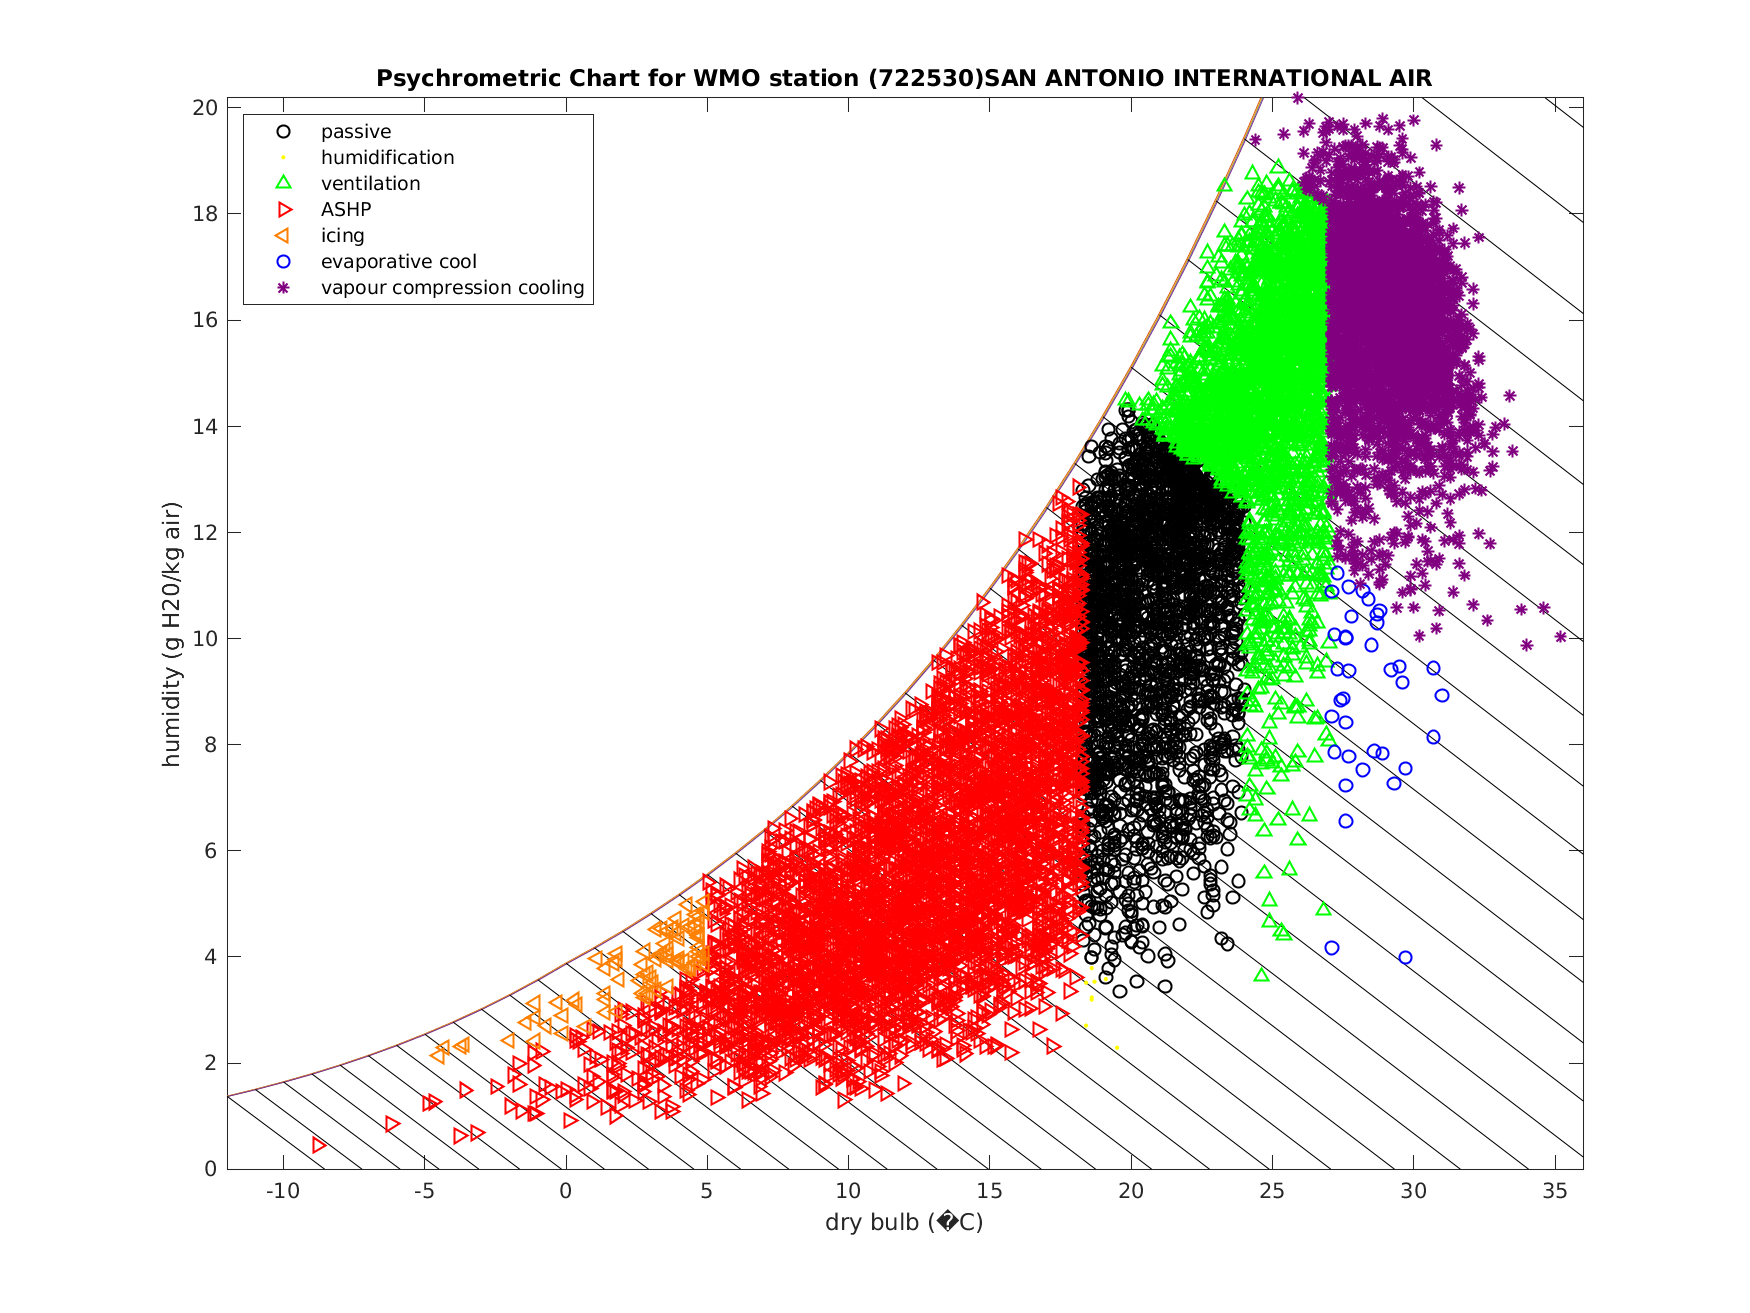 Psychrometric Chart for WMO station (722530)SAN ANTONIO INTERNATIONAL AIR
passive
humidification
ventilation
ASHP
icing
evaporative cool
vapour compression cooling
humidity (g H20/kg air)
20
18
16
14
12
10
8
6
4
2
0
-10 -5 0 5 10 15 20 25 30 35
dry bulb (�C)